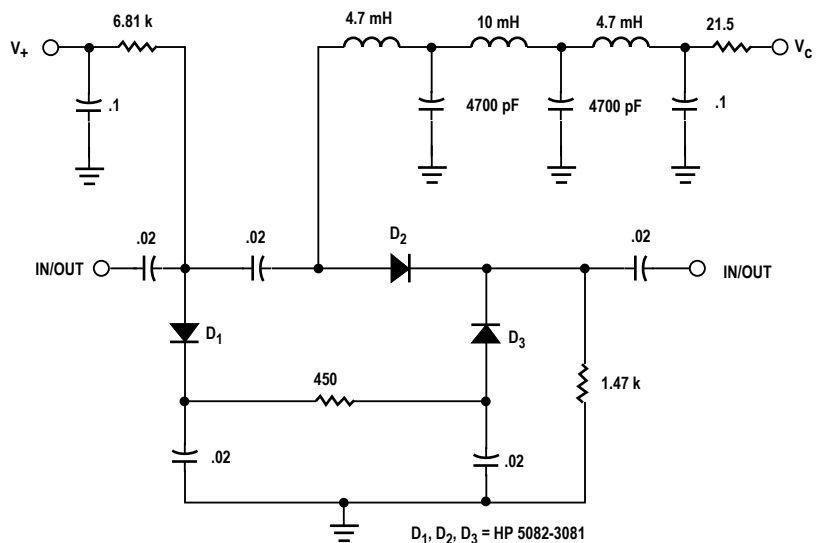 4.7 mH 10 mH 4.7 mH
V+ 6.81 k 21.5 Vc
.1 4700 pF 4700 pF .1
.02 .02 D2 .02
IN/OUT IN/OUT
D1 D3
450 1.47 k
.02 .02
D1, D2, D3 = HP 5082-3081